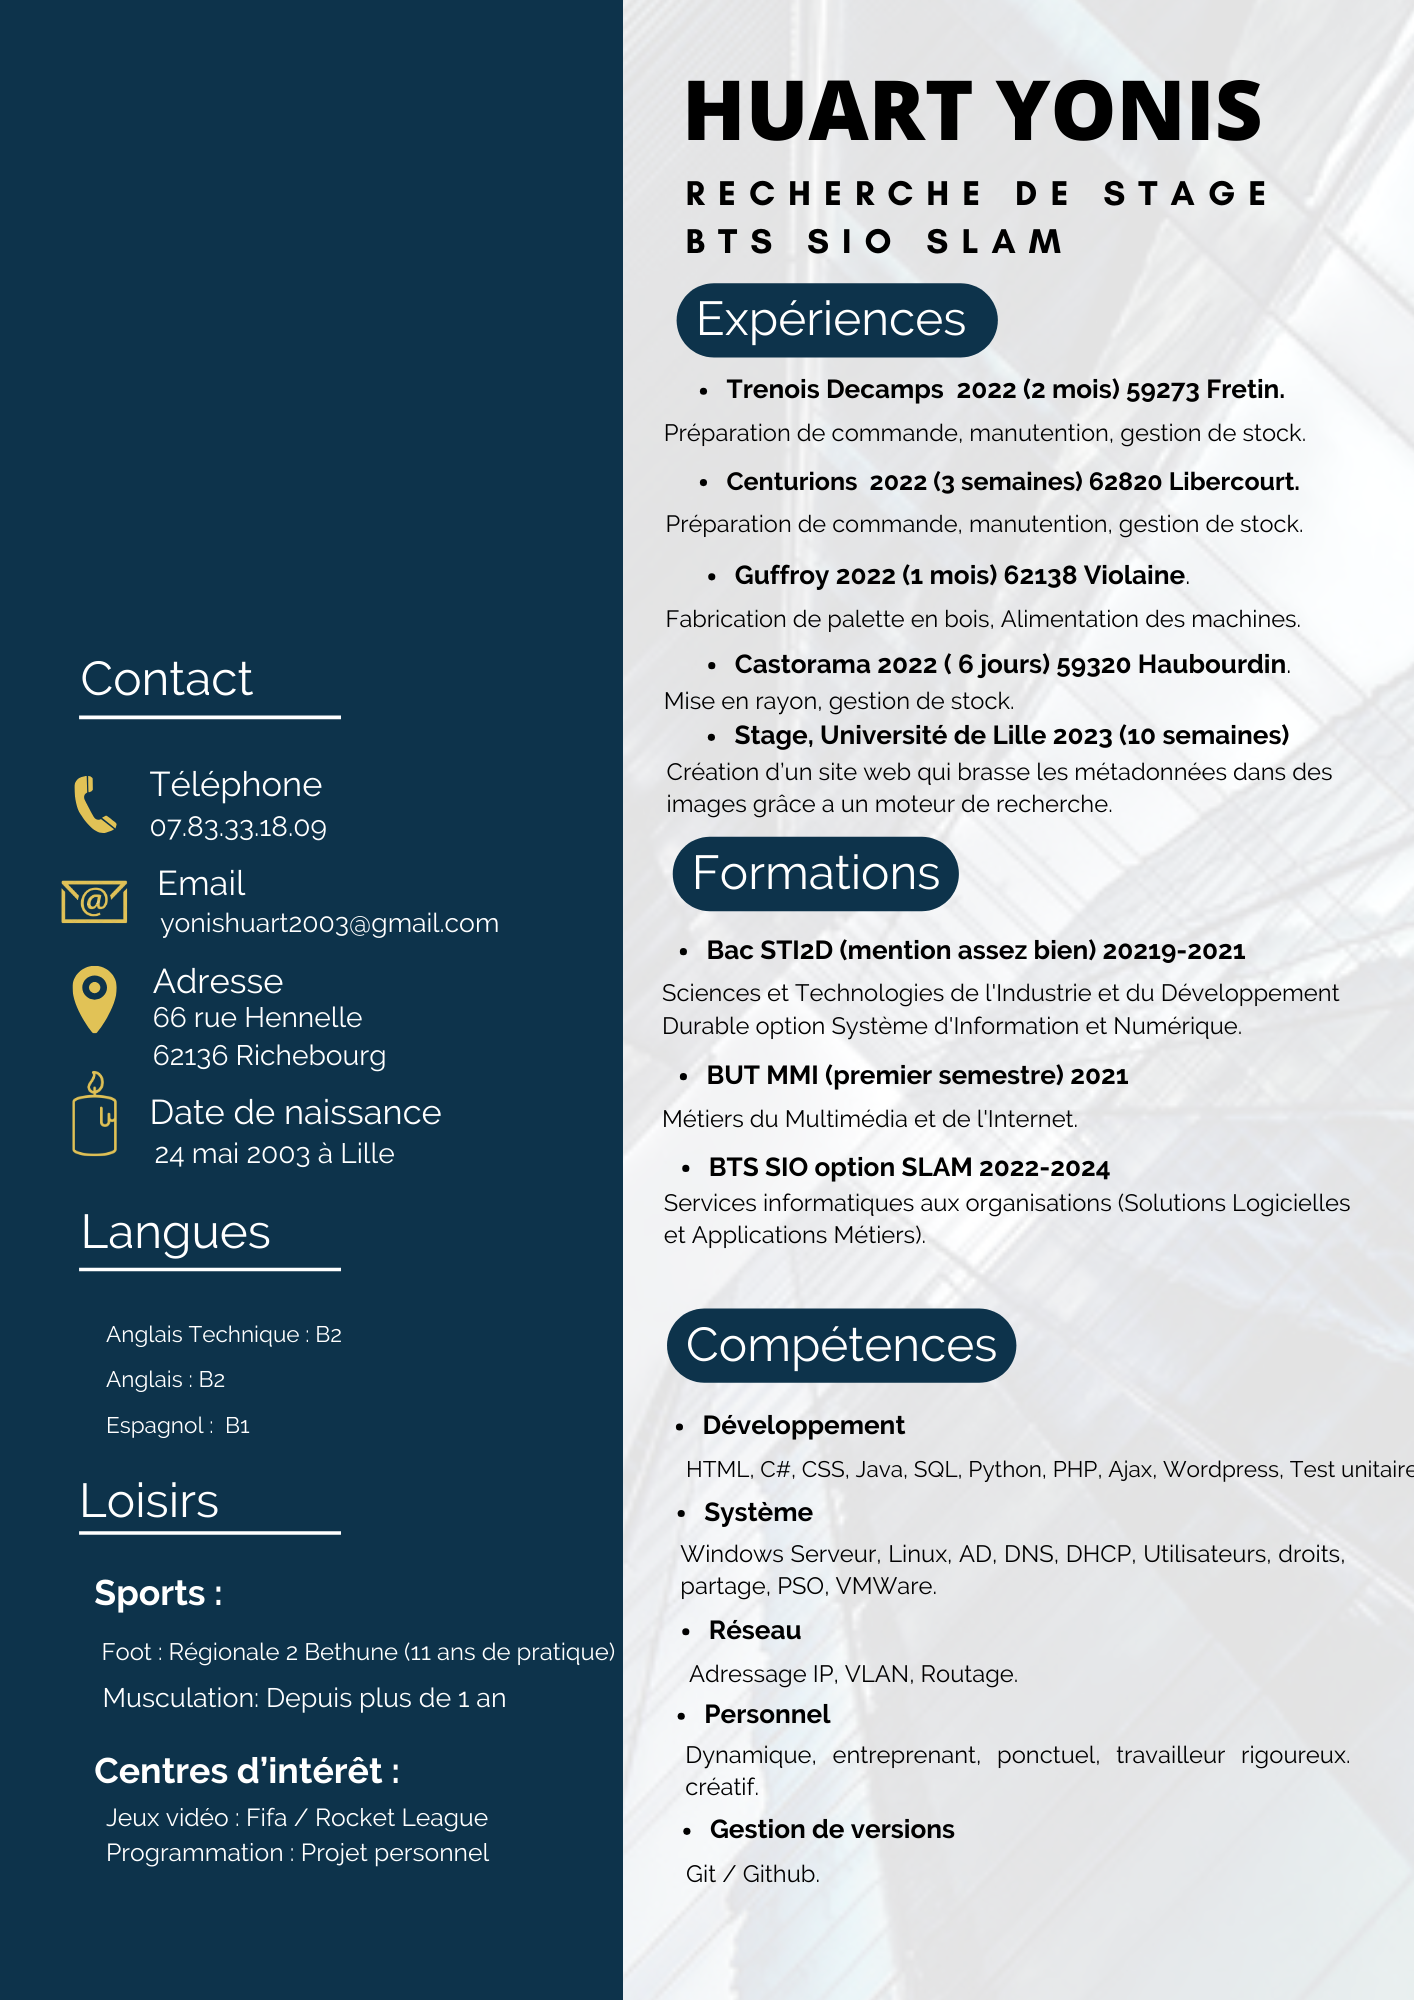 HUART YONIS
RECHERCHE DE STAGE
BTS SIO SLAM
Expériences
• Trenois Decamps  2022 (2 mois) 59273 Fretin.
Préparation de commande, manutention, gestion de stock.
• Centurions  2022 (3 semaines) 62820 Libercourt.
Préparation de commande, manutention, gestion de stock.
• Guffroy 2022 (1 mois) 62138 Violaine.
Fabrication de palette en bois, Alimentation des machines.
• Castorama 2022 ( 6 jours) 59320 Haubourdin.
Mise en rayon, gestion de stock.
• Stage, Université de Lille 2023 (10 semaines)
Création d’un site web qui brasse les métadonnées dans des
images grâce a un moteur de recherche.
Formations
• Bac STI2D (mention assez bien) 20219-2021
Sciences et Technologies de l'Industrie et du Développement
Durable option Système d'Information et Numérique.
• BUT MMI (premier semestre) 2021
Métiers du Multimédia et de l'Internet.
• BTS SIO option SLAM 2022-2024
Services informatiques aux organisations (Solutions Logicielles
et Applications Métiers).
Compétences
• Développement
HTML, C#, CSS, Java, SQL, Python, PHP, Ajax, Wordpress, Test unitaire
• Système
Windows Serveur, Linux, AD, DNS, DHCP, Utilisateurs, droits,
partage, PSO, VMWare.
• Réseau
Adressage IP, VLAN, Routage.
• Personnel
Dynamique, entreprenant, ponctuel, travailleur rigoureux.
créatif.
• Gestion de versions
Git / Github.
Contact
Téléphone
07.83.33.18.09
Email
yonishuart2003@gmail.com
Adresse
66 rue Hennelle
62136 Richebourg
Date de naissance
24 mai 2003 à Lille
Langues
Anglais Technique : B2
Anglais : B2
Espagnol :  B1
Loisirs
Sports :
Foot : Régionale 2 Bethune (11 ans de pratique)
Musculation: Depuis plus de 1 an
Centres d’intérêt :
Jeux vidéo : Fifa / Rocket League
Programmation : Projet personnel